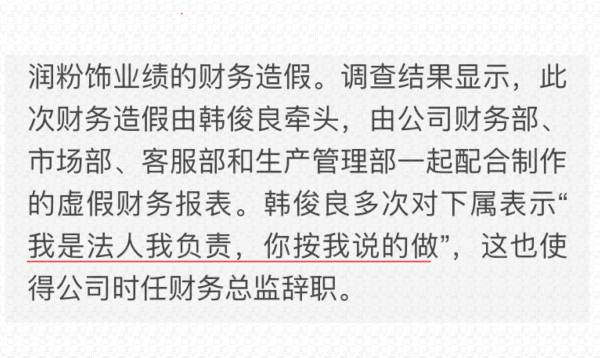 润粉饰业绩的财务造假。调查结果显示，此
次财务造假由韩俊良牵头，由公司财务部、
市场部、客服部和生产管理部一起配合制作
的虚假财务报表。韩俊良多次对下属表示“
我是法人我负责，你按我说的做”，这也使
得公司时任财务总监辞职。